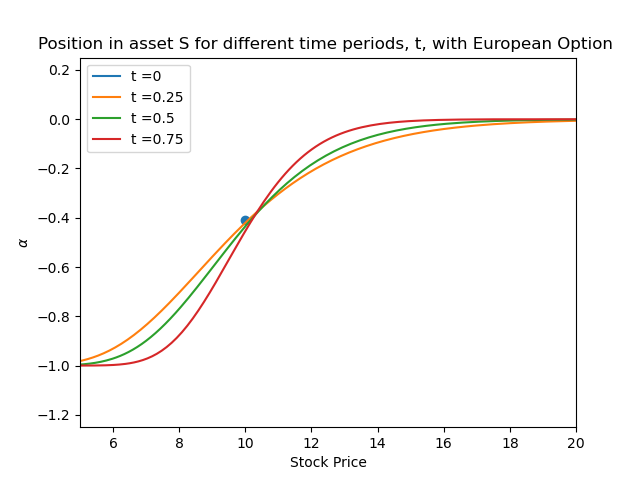 Position in asset S for different time periods, t, with European Option
t =0
t =0.25
t =0.5
t =0.75
0.2
0.0
−0.2
−0.4
−0.6
−0.8
−1.0
−1.2
α
6
8
10
12
14
16
18
20
Stock Price